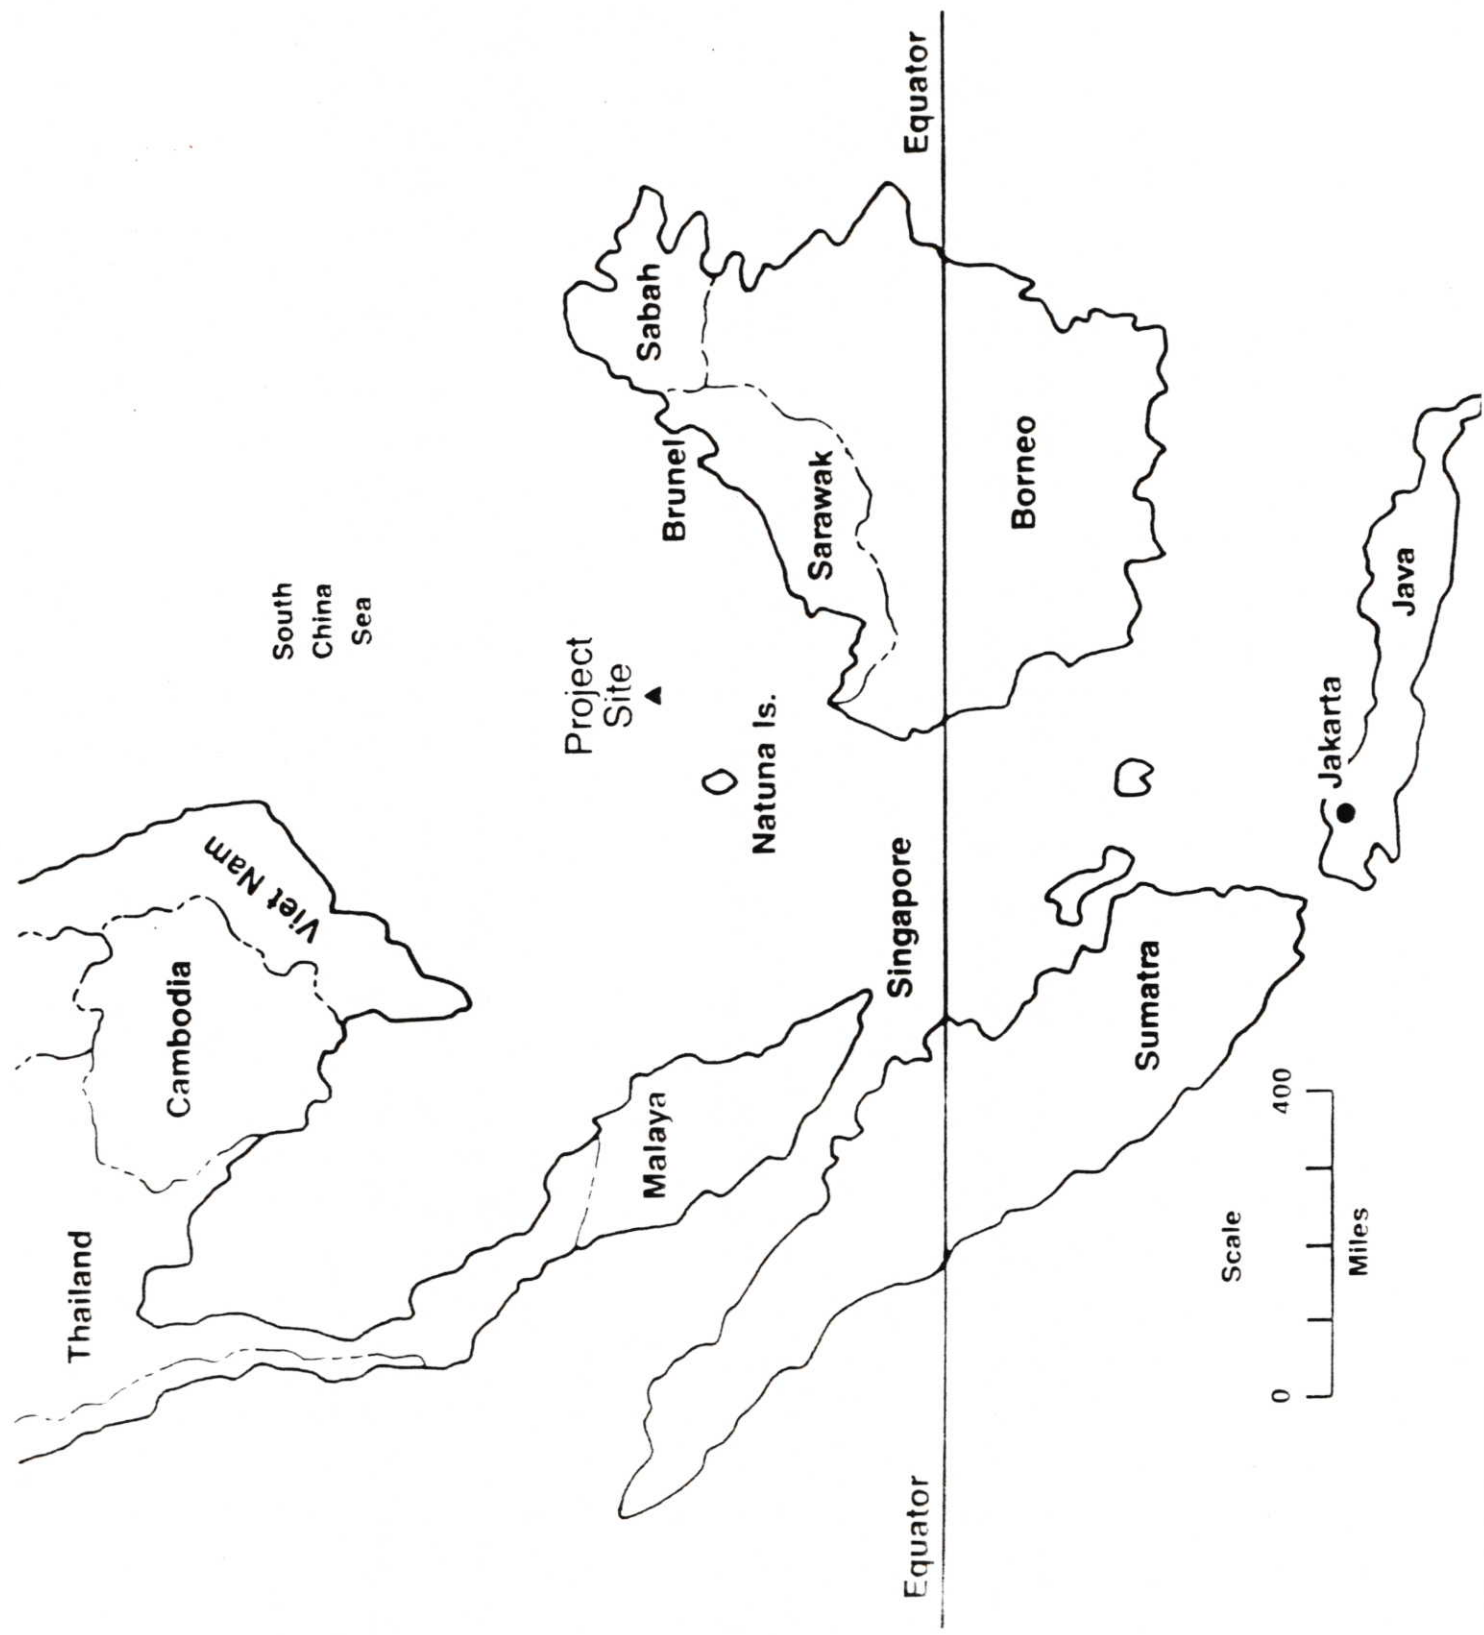 Thailand
Cambodia
Viet Nam
South
China
Sea
Project
Site
Malaya
Sabah
Brunel
Natuna Is.
Sarawak
Singapore
Equator
Equator
Borneo
Sumatra
Scale
0 400
Miles
Jakarta
Java